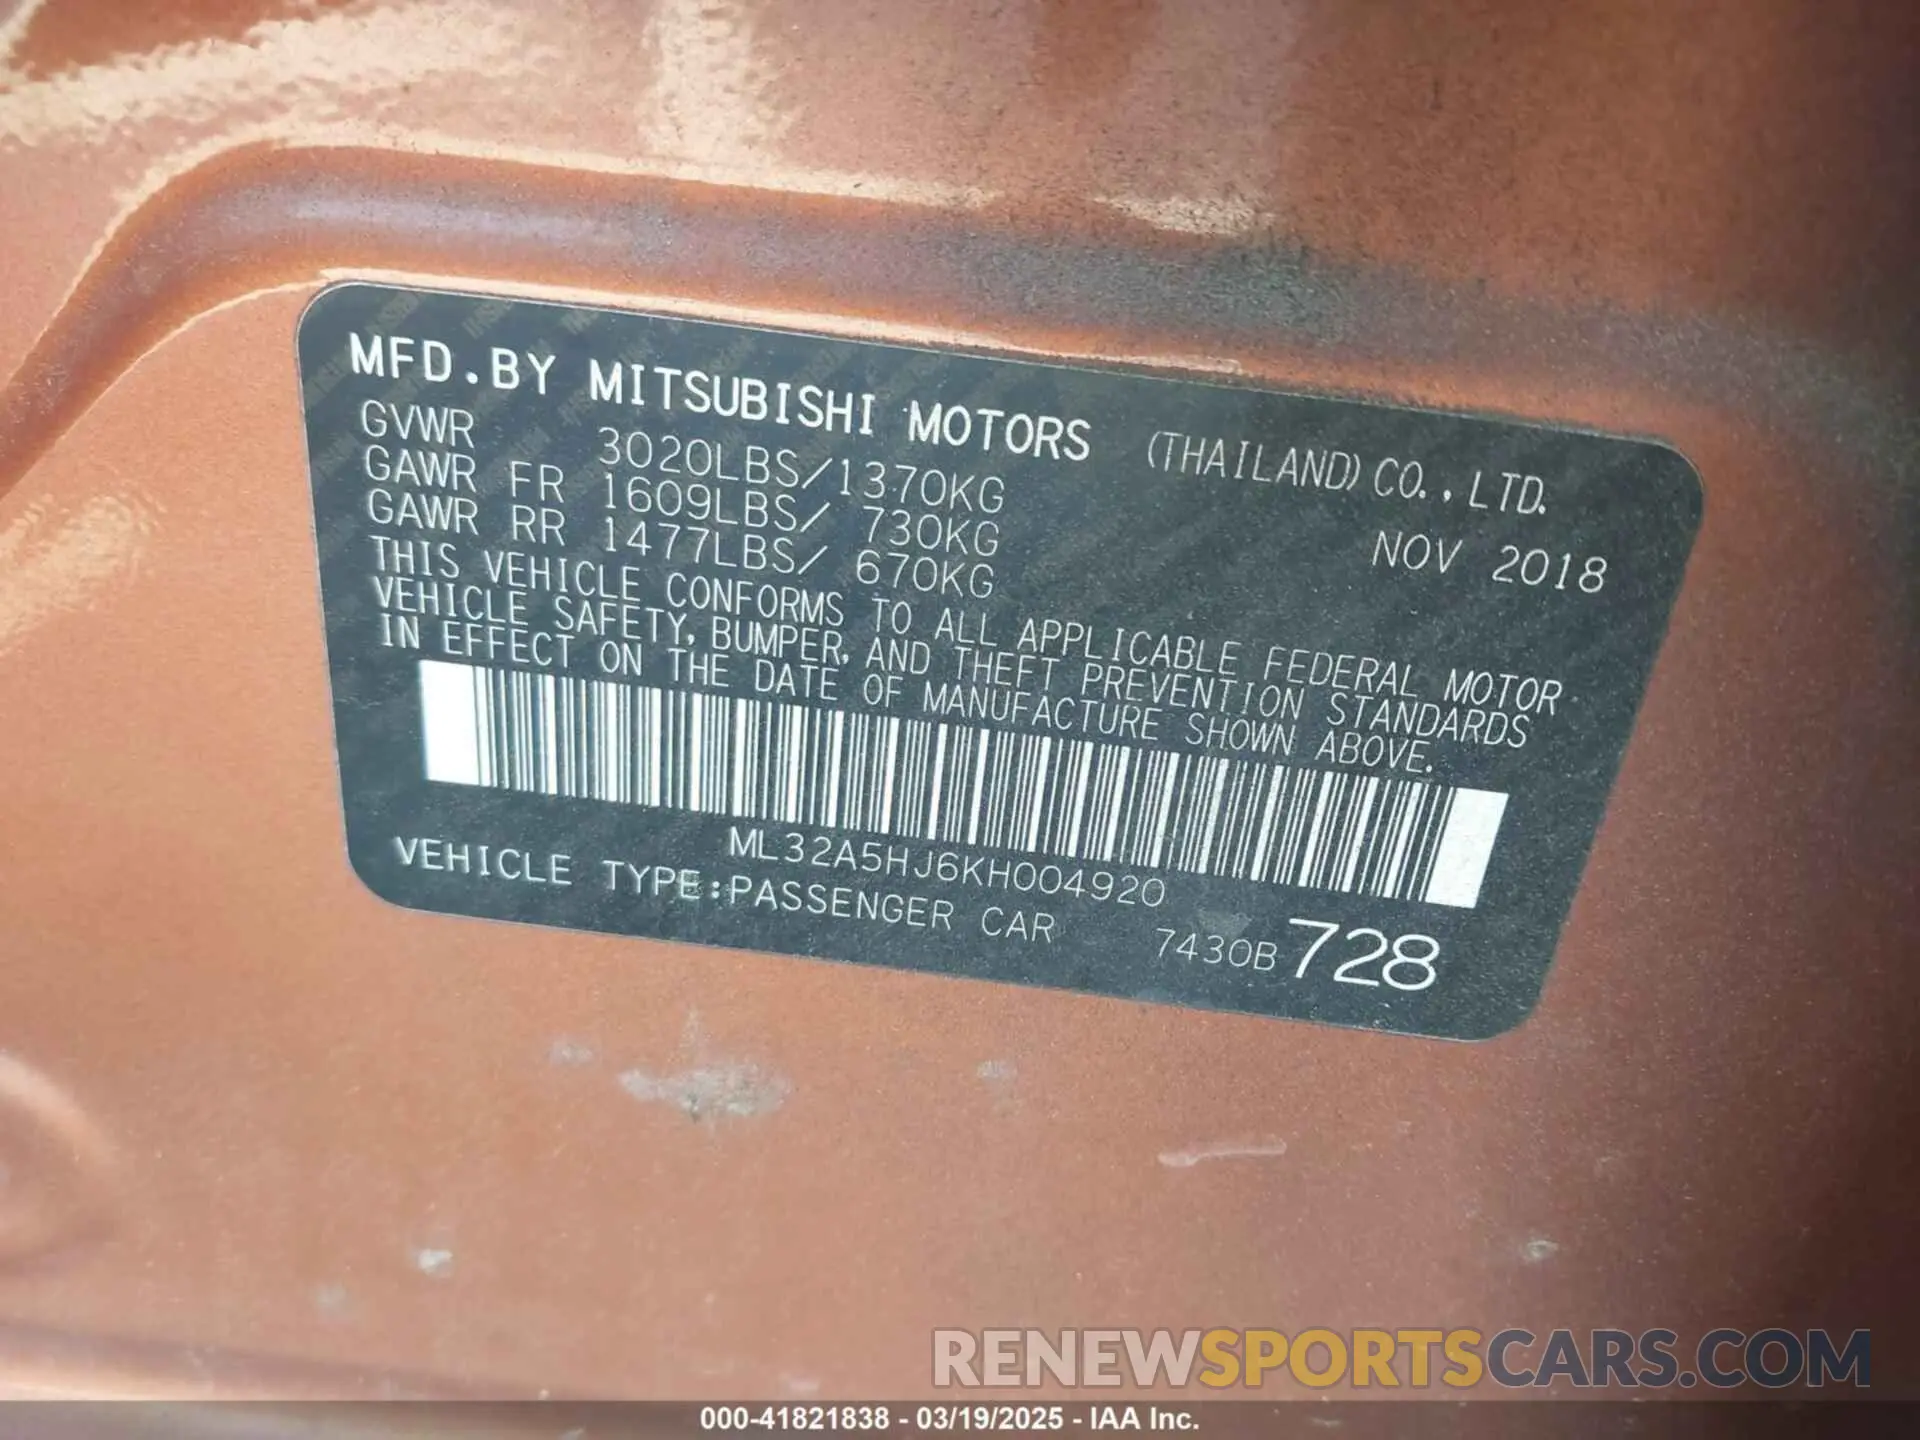 MFD.BY MITSUBISHI MOTORS (THAILAND) CO., LTD.
GVWR 3020LBS/1370KG NOV 2018
GAWR FR 1609LBS/ 730KG
GAWR RR 1477LBS/ 670KG
THIS VEHICLE CONFORMS TO ALL APPLICABLE FEDERAL MOTOR
VEHICLE SAFETY, BUMPER, AND THEFT PREVENTION STANDARDS
IN EFFECT ON THE DATE OF MANUFACTURE SHOWN ABOVE.
ML32A5HJ6KH004920
VEHICLE TYPE:PASSENGER CAR 7430B 728
RENEWSPORTSCARS.COM
000-41821838 - 03/19/2025 - IAA Inc.